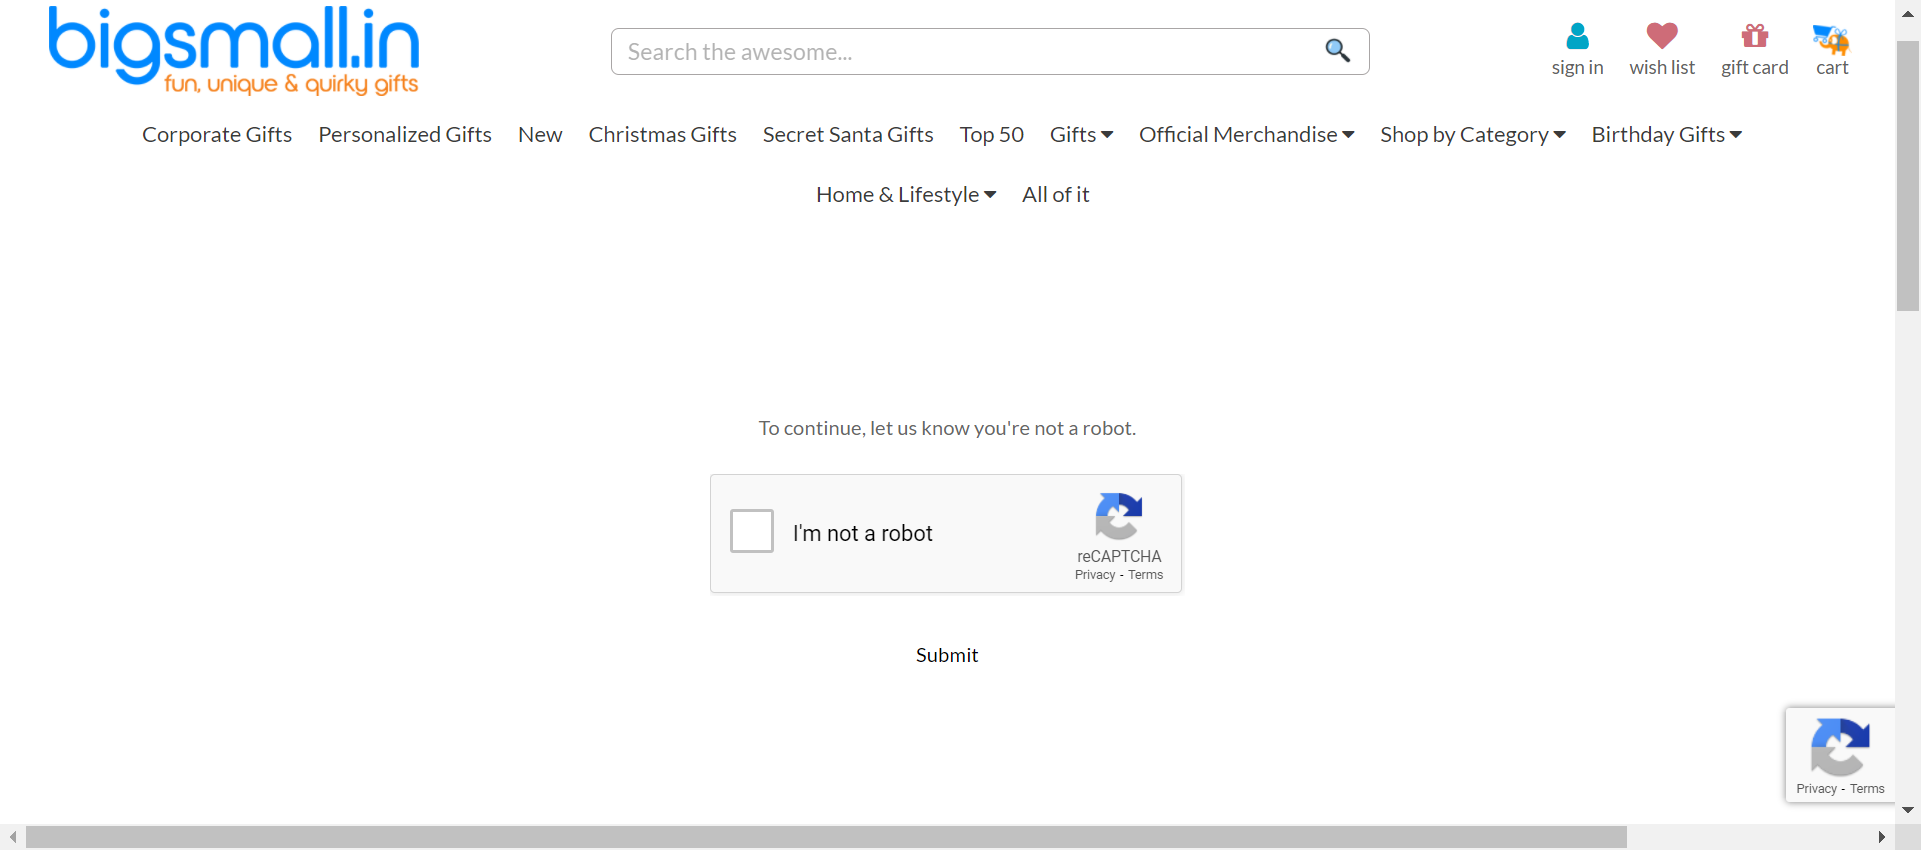 bigsmall.in
fun, unique & quirky gifts
Search the awesome...
sign in
wish list
gift card
cart
Corporate Gifts Personalized Gifts New Christmas Gifts Secret Santa Gifts Top 50 Gifts Official Merchandise Shop by Category Birthday Gifts
Home & Lifestyle All of it
To continue, let us know you're not a robot.
I'm not a robot
reCAPTCHA
Privacy - Terms
Submit
Privacy - Terms